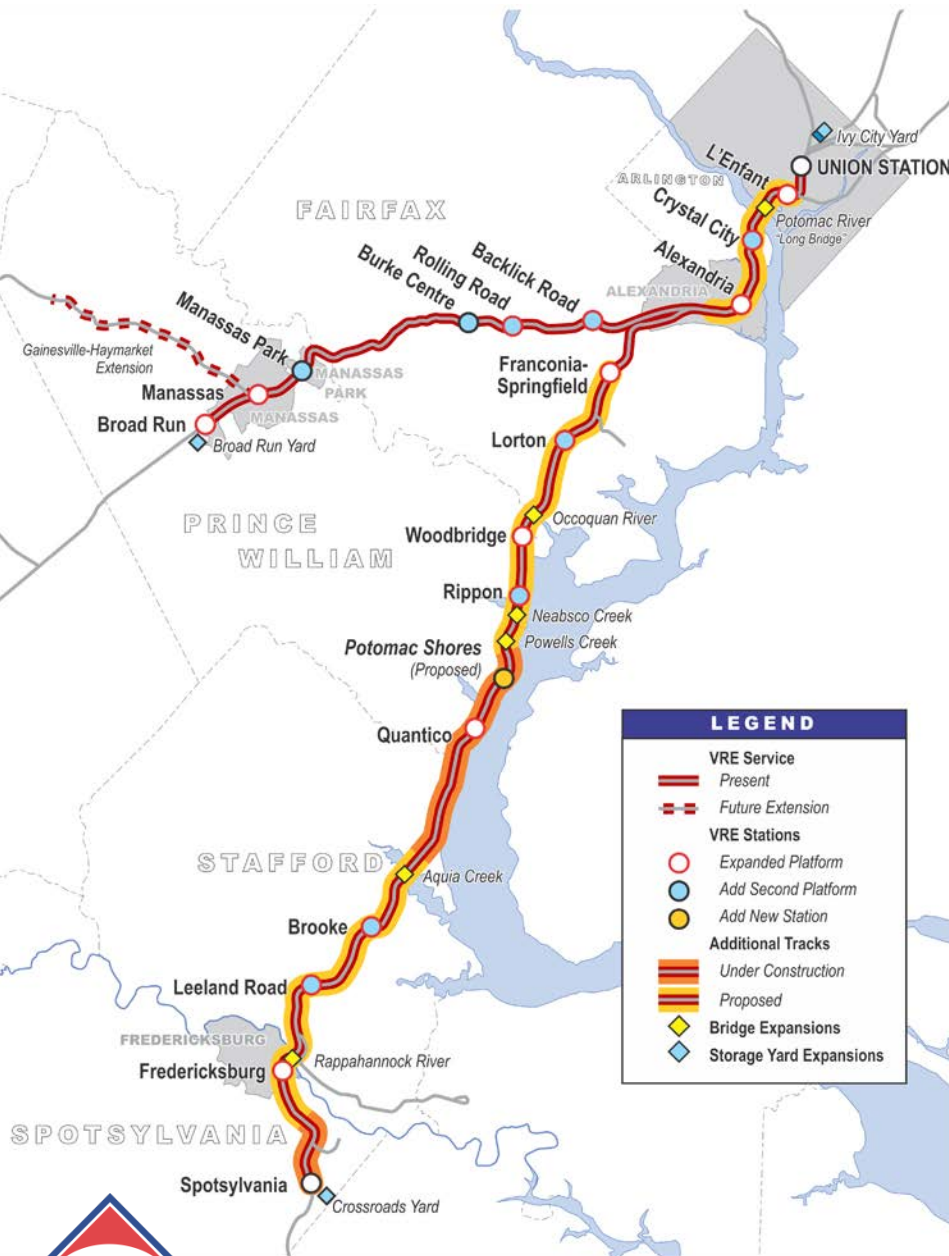 Ivy City Yard
L'Enfant
UNION STATION
ARLINGTON
Crystal City
Potomac River
"Long Bridge"
FAIRFAX
Backlick Road
Rolling Road
Burke Centre
Alexandria
ALEXANDRIA
Manassas Park
Gainesville-Haymarket
Extension
MANASSAS
PARK
Franconia-
Springfield
Manassas
MANASSAS
Broad Run
Broad Run Yard
Lorton
PRINCE
WILLIAM
Occoquan River
Woodbridge
Rippon
Neabsco Creek
Powells Creek
Potomac Shores
(Proposed)
Quantico
LEGEND
VRE Service
Present
Future Extension
VRE Stations
Expanded Platform
Add Second Platform
Add New Station
Additional Tracks
Under Construction
Proposed
Bridge Expansions
Storage Yard Expansions
STAFFORD
Aquia Creek
Brooke
Leeland Road
FREDERICKSBURG
Rappahannock River
Fredericksburg
SPOTSYLVANIA
Spotsylvania
Crossroads Yard